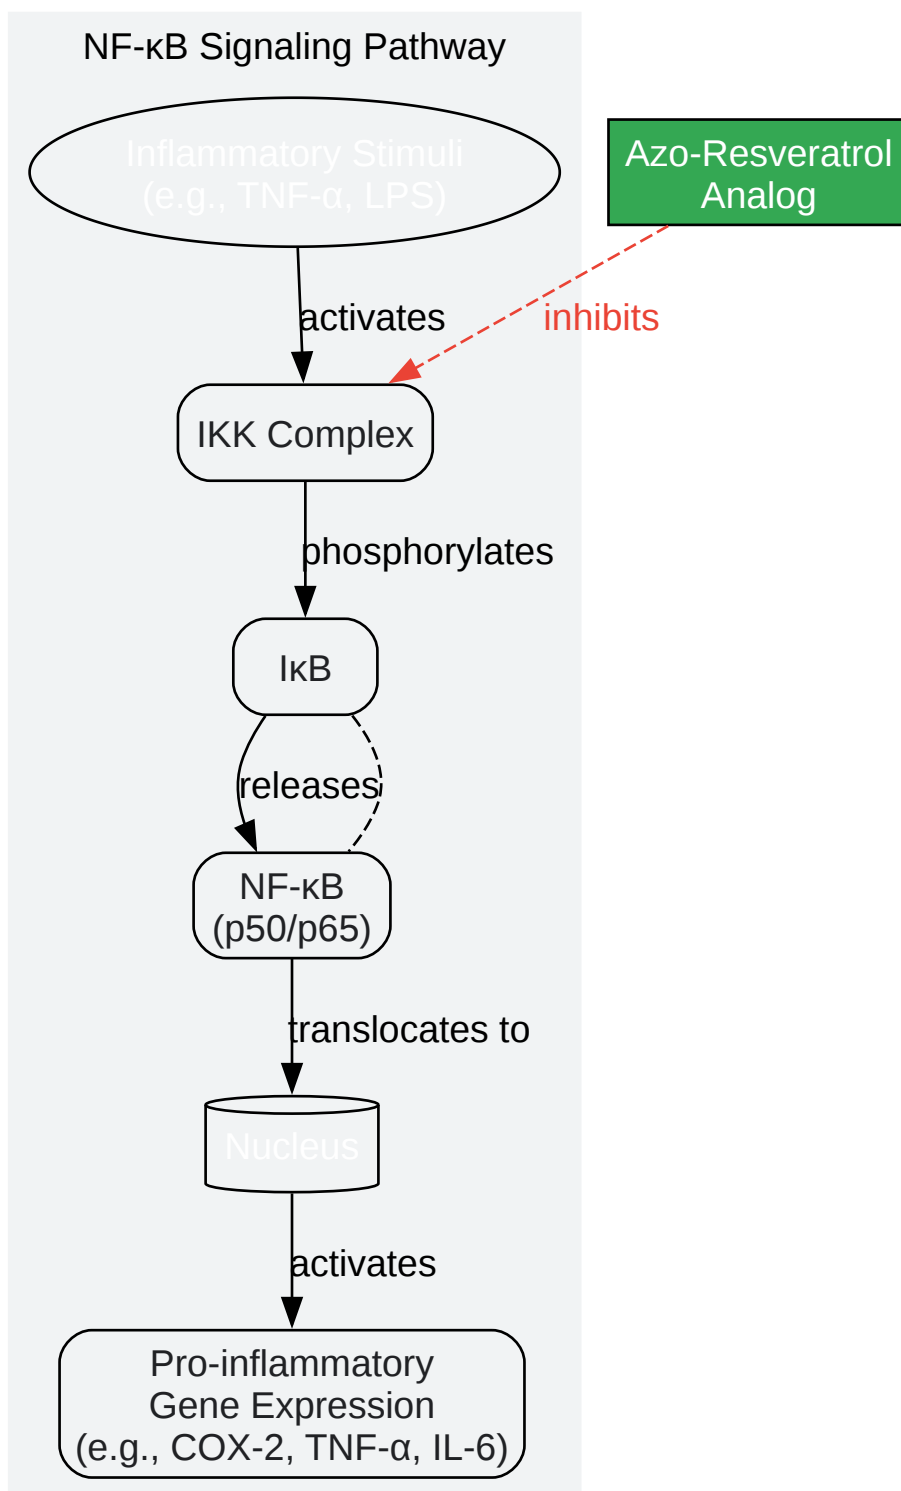 NF-κB Signaling Pathway
Inflammatory Stimuli
(e.g., TNF-α, LPS)
Azo-Resveratrol
Analog
activates
inhibits
IKK Complex
phosphorylates
IκB
releases
NF-κB
(p50/p65)
translocates to
Nucleus
activates
Pro-inflammatory
Gene Expression
(e.g., COX-2, TNF-α, IL-6)